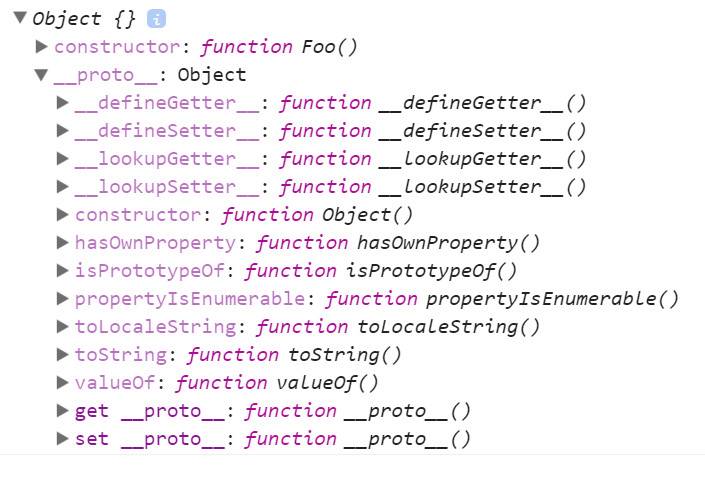 Object {} i
constructor: function Foo()
__proto__: Object
__defineGetter__: function __defineGetter__()
__defineSetter__: function __defineSetter__()
__lookupGetter__: function __lookupGetter__()
__lookupSetter__: function __lookupSetter__()
constructor: function Object()
hasOwnProperty: function hasOwnProperty()
isPrototypeOf: function isPrototypeOf()
propertyIsEnumerable: function propertyIsEnumerable()
toLocaleString: function toLocaleString()
toString: function toString()
valueOf: function valueOf()
get __proto__: function __proto__()
set __proto__: function __proto__()